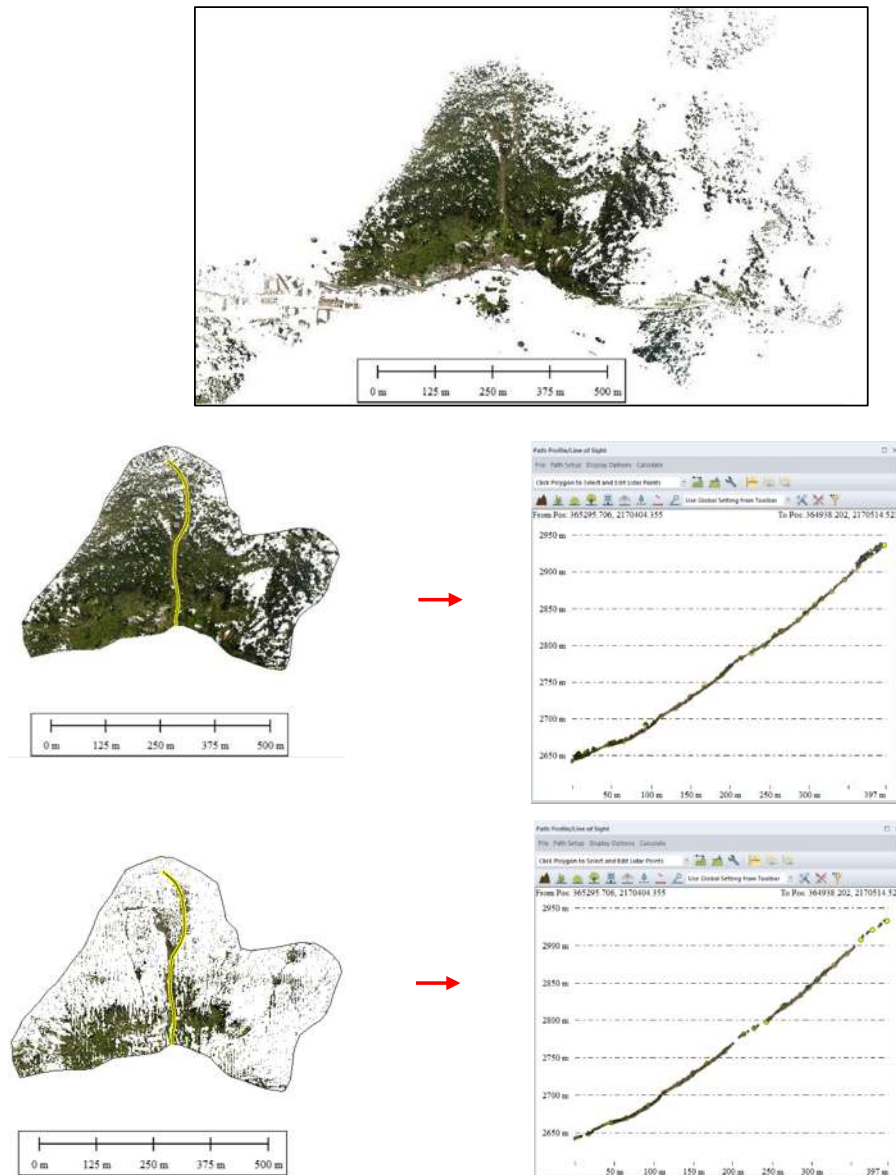 0 m 125 m 250 m 375 m 500 m
Path Profile/Line of Sight
File Path Setup Display Options Calculate
Click Polygon to Select and Edit Lidar Points
Use Global Setting from Toolbar
From Pos: 365295.706, 2170404.355 To Pos: 364938.202, 2170514.52
2950 m
2900 m
2850 m
2800 m
2750 m
2700 m
2650 m
50 m 100 m 150 m 200 m 250 m 300 m 397 m
0 m 125 m 250 m 375 m 500 m
Path Profile/Line of Sight
File Path Setup Display Options Calculate
Click Polygon to Select and Edit Lidar Points
Use Global Setting from Toolbar
From Pos: 365295.706, 2170404.355 To Pos: 364938.202, 2170514.52
2950 m
2900 m
2850 m
2800 m
2750 m
2700 m
2650 m
50 m 100 m 150 m 200 m 250 m 300 m 397 m
0 m 125 m 250 m 375 m 500 m